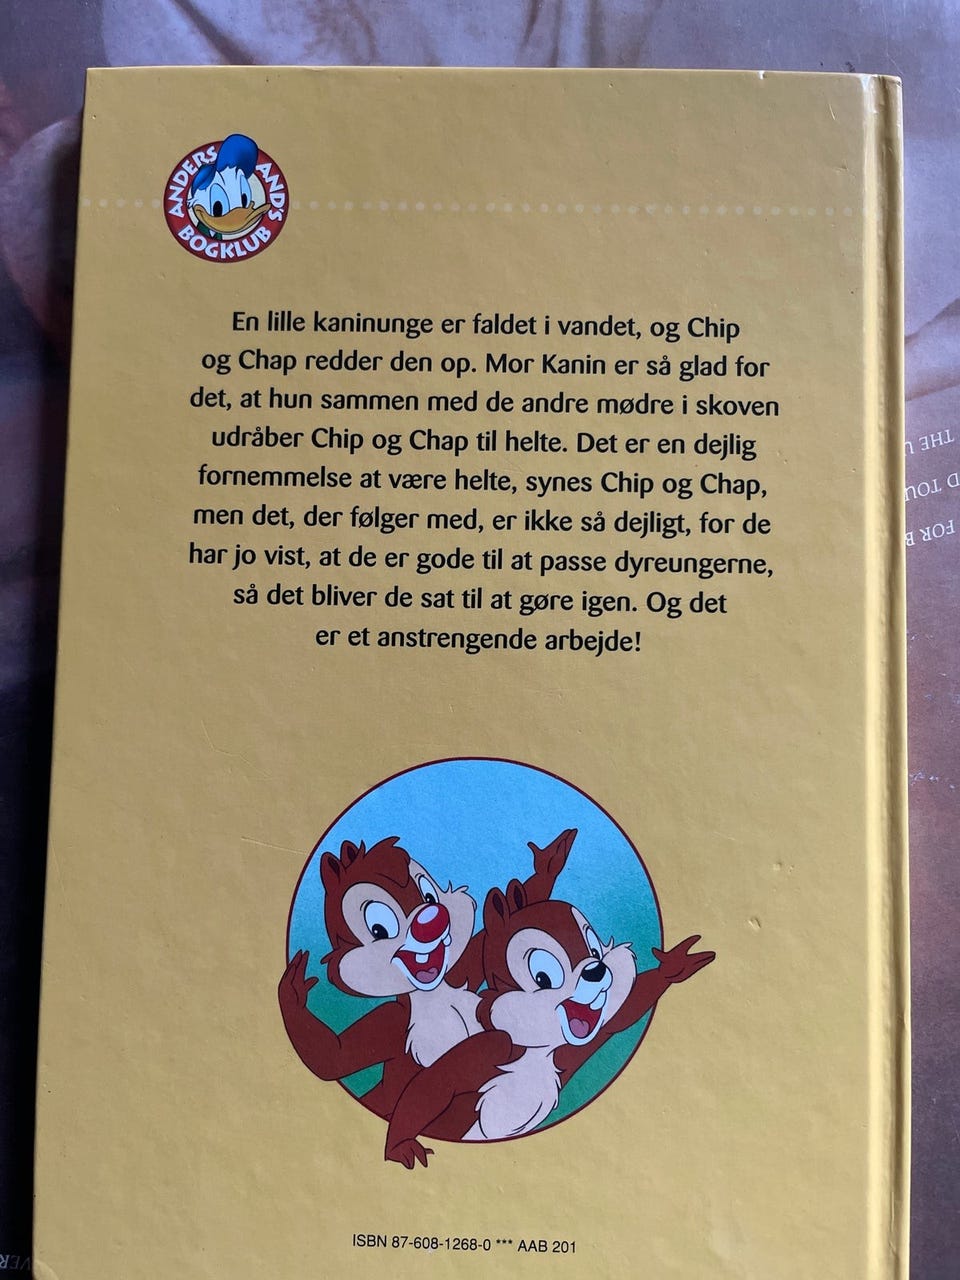 ANDERS AND'S
BOGKLUB
En lille kaninunge er faldet i vandet, og Chip
og Chap redder den op. Mor Kanin er så glad for
det, at hun sammen med de andre mødre i skoven
udråber Chip og Chap til helte. Det er en dejlig
fornemmelse at være helte, synes Chip og Chap,
men det, der følger med, er ikke så dejligt, for de
har jo vist, at de er gode til at passe dyreungerne,
så det bliver de sat til at gøre igen. Og det
er et anstrengende arbejde!
ISBN 87-608-1268-0 *** AAB 201
THE
FOR